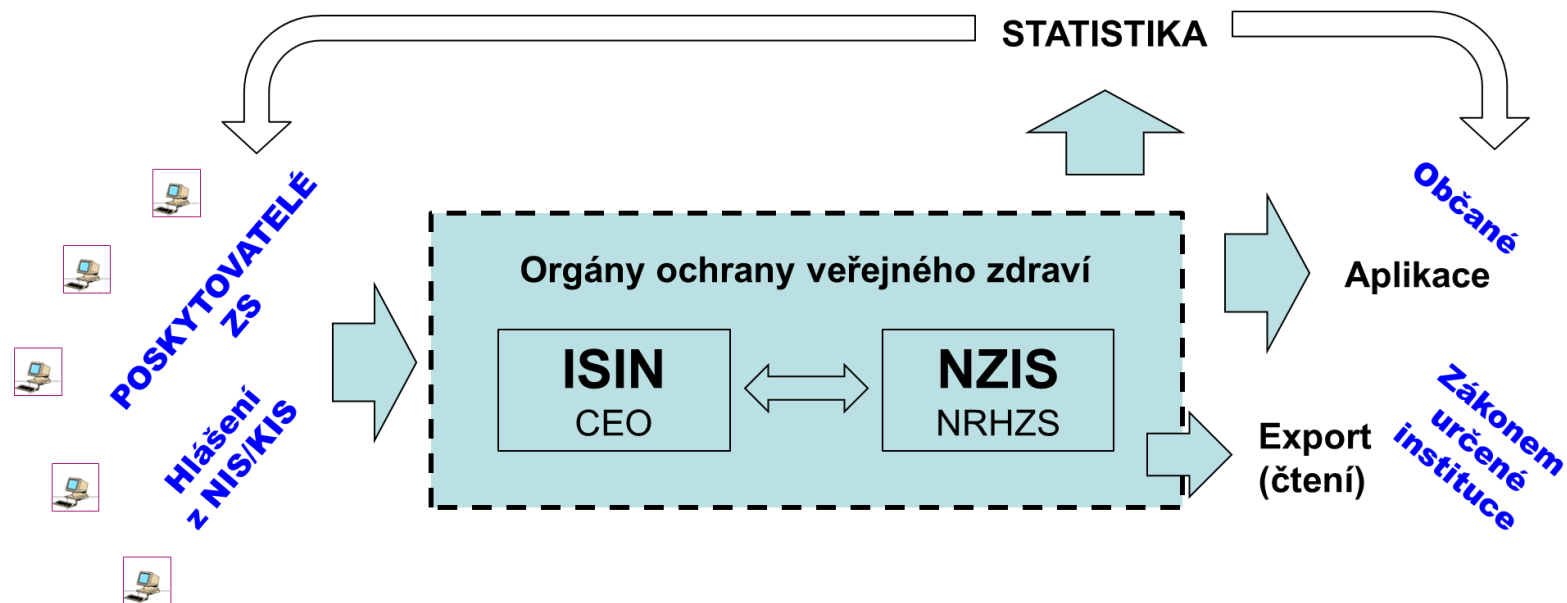 STATISTIKA
POSKYTOVATELÉ
ZS
Hlášení
z NIS/KIS
Orgány ochrany veřejného zdraví
ISIN
CEO
NZIS
NRHZS
Občané
Aplikace
Export
(čtení)
Zákonem
určené
instituce